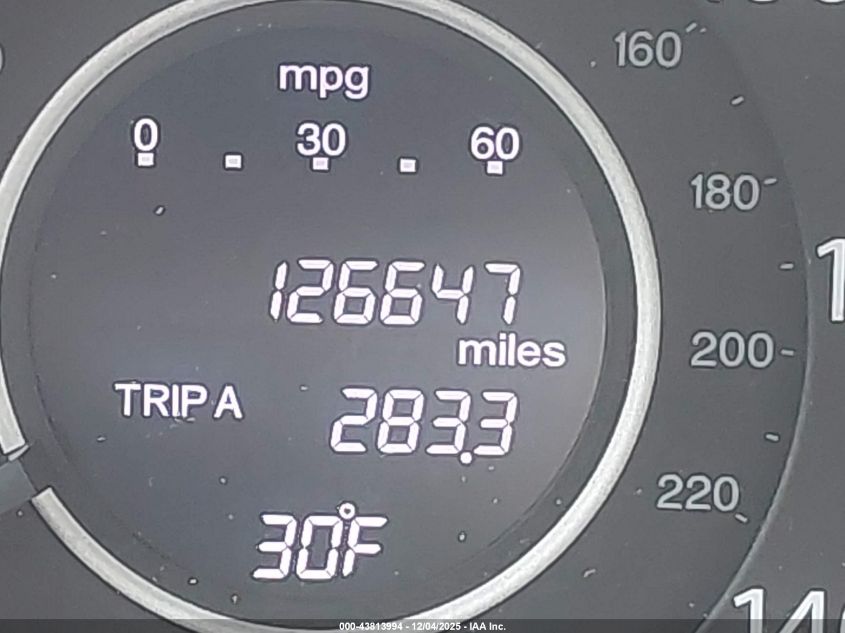 mpg
0 30 60
160
180
126647
miles
200
TRIP A 283.3
220
30°F
000-43813994 - 12/04/2025 - IAA Inc.